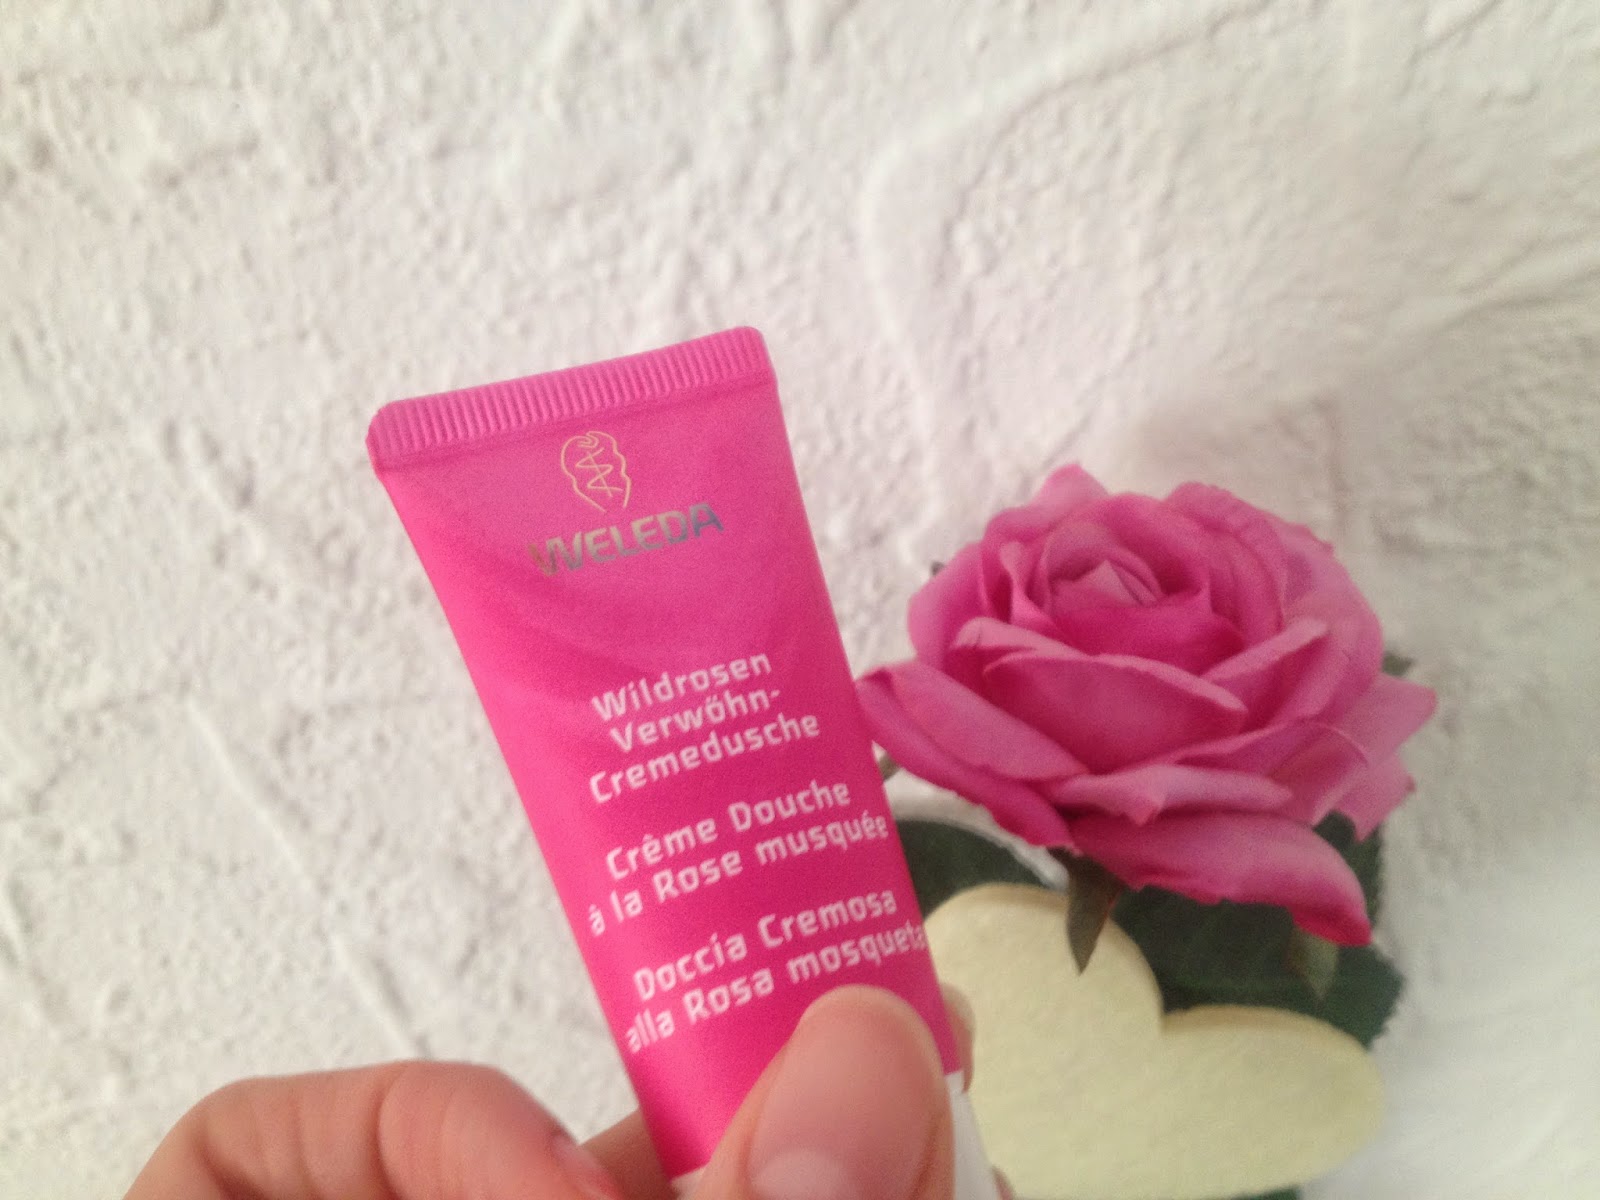 WELEDA
Wildrosen
Verwöhn-
Cremedusche
Crème Douche
à la Rose musquée
Doccia Cremosa
alla Rosa mosqueta